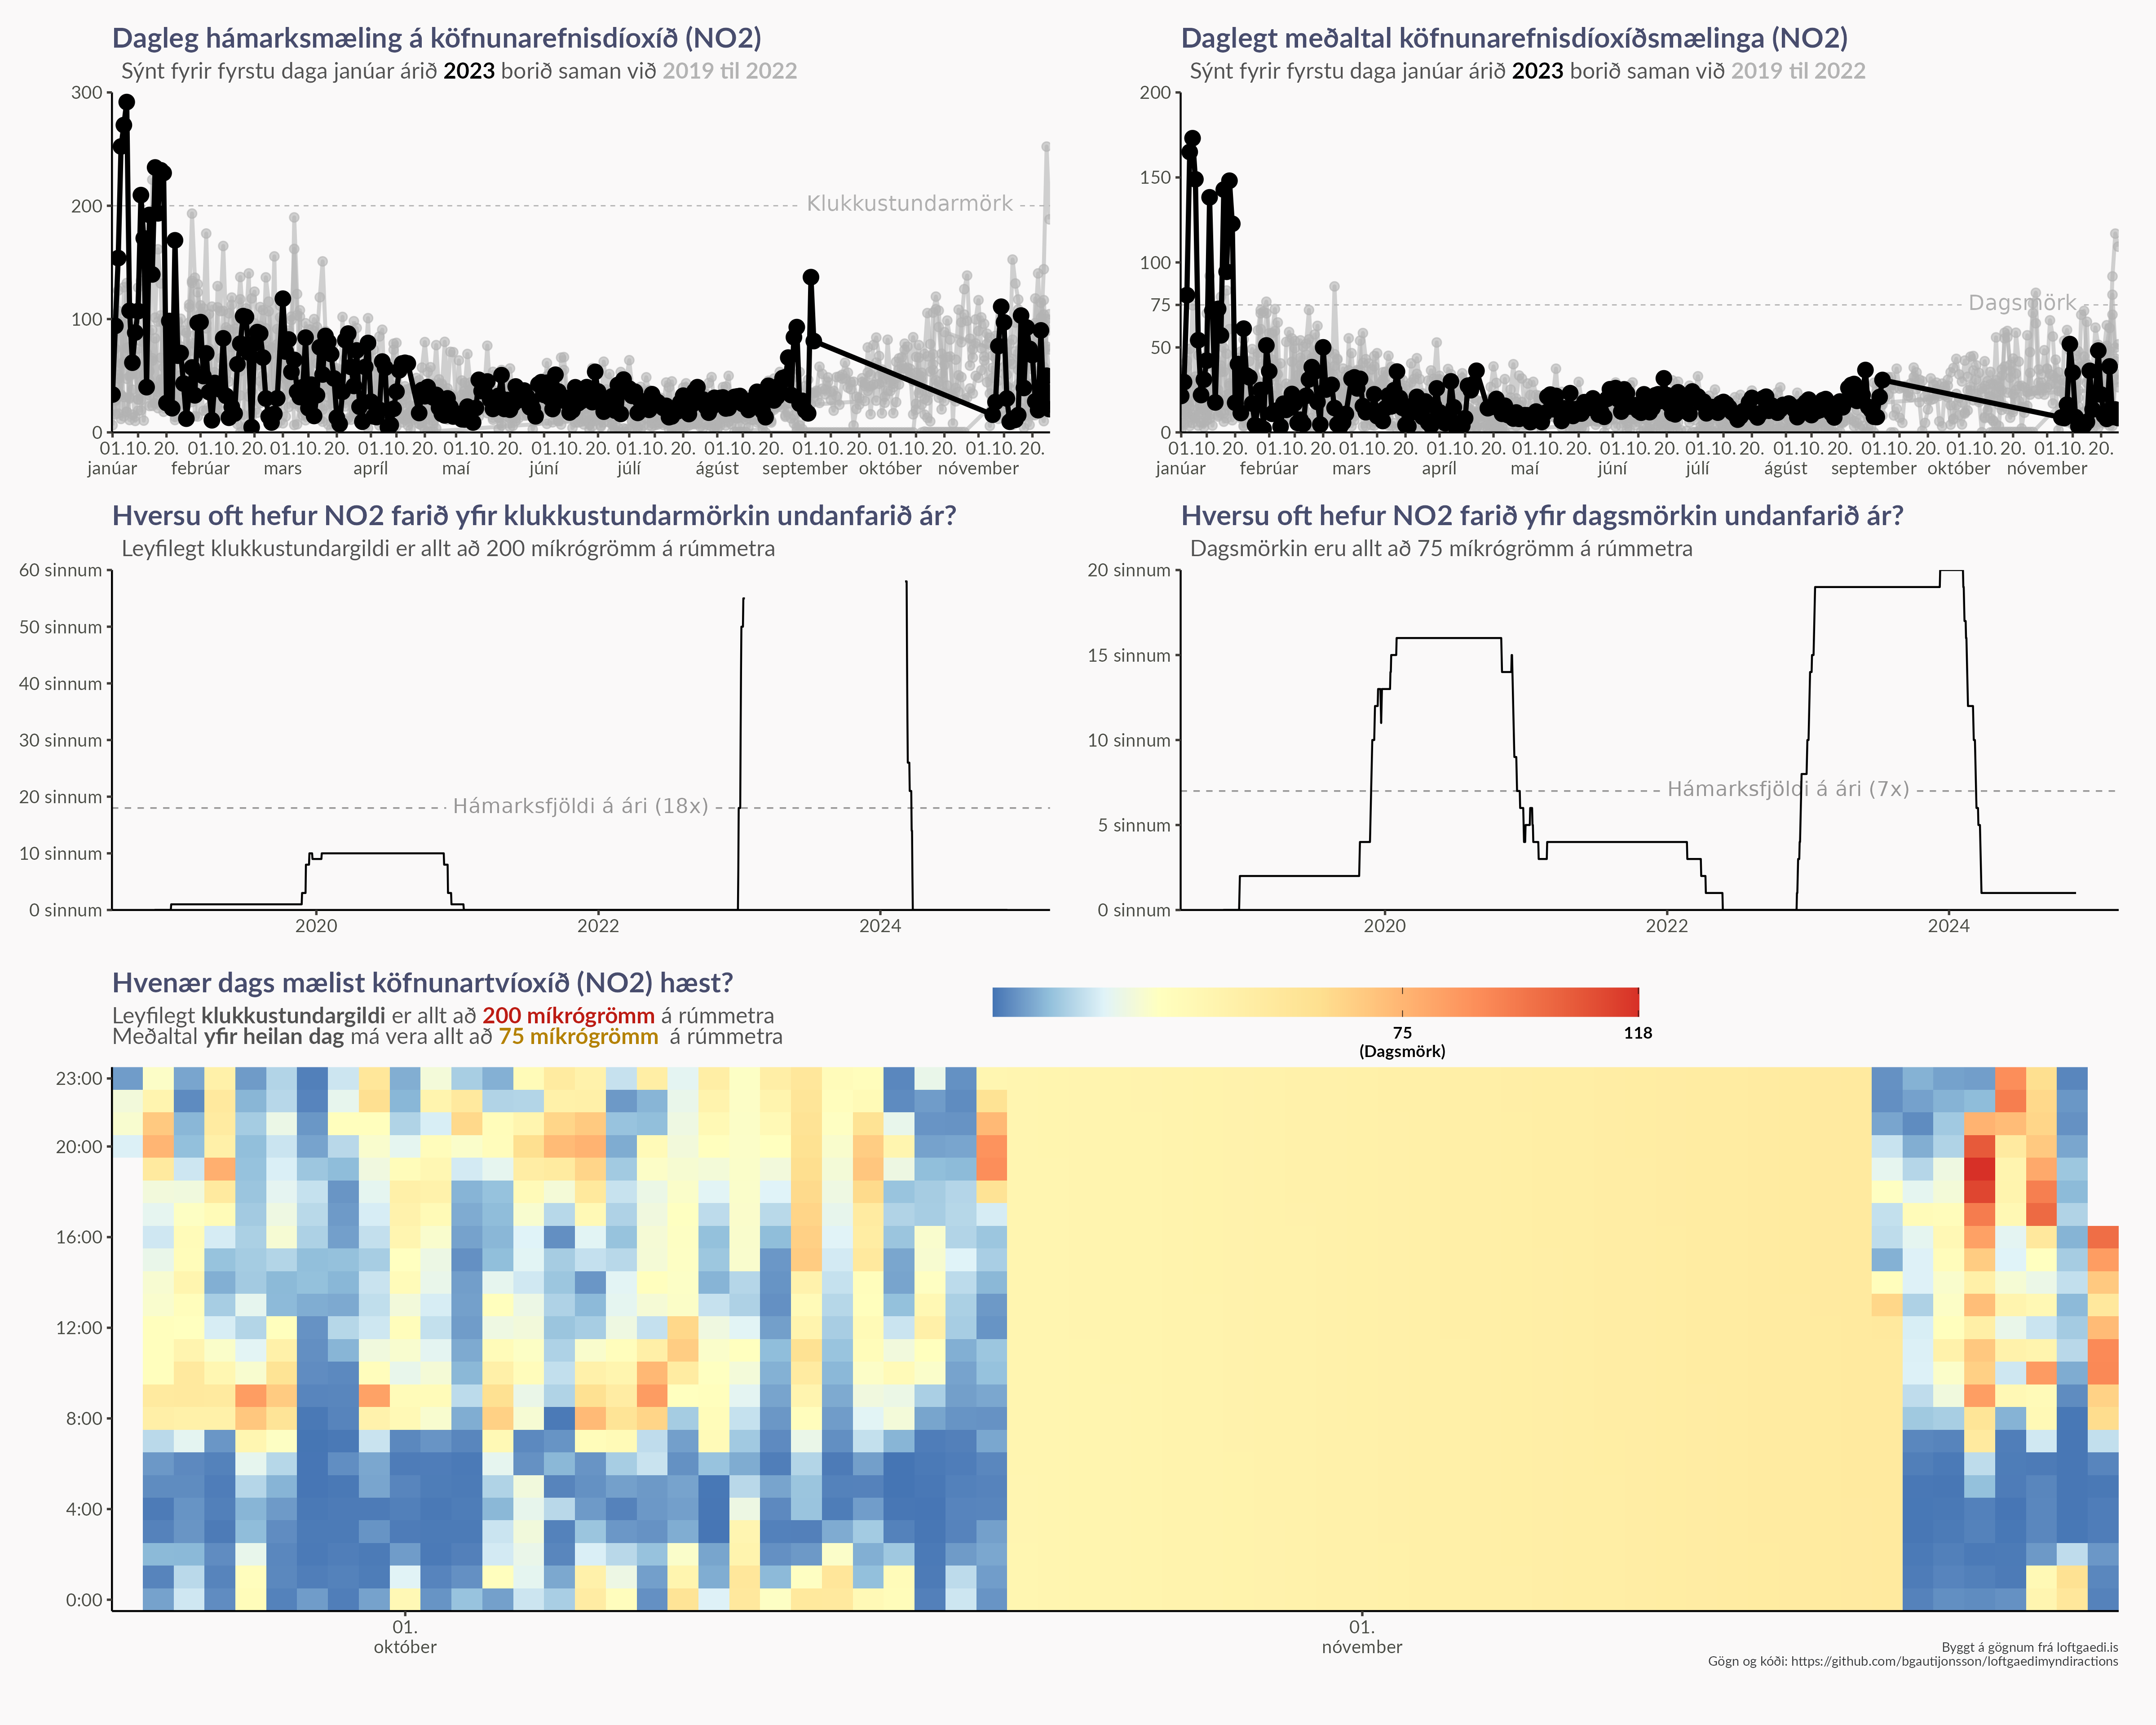 Dagleg hámarksmæling á köfnunarefnisdíoxíð (NO2)
Sýnt fyrir fyrstu daga janúar árið 2023 borið saman við 2019 til 2022
300
200
100
0
Klukkustundarmörk
01. 10. 20. 01. 10. 20. 01. 10. 20. 01. 10. 20. 01. 10. 20. 01. 10. 20. 01. 10. 20. 01. 10. 20. 01. 10. 20. 01. 10. 20. 01. 10. 20.
janúar febrúar mars apríl maí júní júlí ágúst september október nóvember
Daglegt meðaltal köfnunarefnisdíoxíðsmælinga (NO2)
Sýnt fyrir fyrstu daga janúar árið 2023 borið saman við 2019 til 2022
200
150
100
75
50
0
Dagsmörk
01. 10. 20. 01. 10. 20. 01. 10. 20. 01. 10. 20. 01. 10. 20. 01. 10. 20. 01. 10. 20. 01. 10. 20. 01. 10. 20. 01. 10. 20. 01. 10. 20.
janúar febrúar mars apríl maí júní júlí ágúst september október nóvember
Hversu oft hefur NO2 farið yfir klukkustundarmörkin undanfarið ár?
Leyfilegt klukkustundargildi er allt að 200 míkrógrömm á rúmmetra
60 sinnum
50 sinnum
40 sinnum
30 sinnum
20 sinnum
10 sinnum
0 sinnum
Hámarksfjöldi á ári (18x)
2020 2022 2024
Hversu oft hefur NO2 farið yfir dagsmörkin undanfarið ár?
Dagsmörkin eru allt að 75 míkrógrömm á rúmmetra
20 sinnum
15 sinnum
10 sinnum
5 sinnum
0 sinnum
Hámarksfjöldi á ári (7x)
2020 2022 2024
Hvenær dags mælist köfnunartvíoxíð (NO2) hæst?
Leyfilegt klukkustundargildi er allt að 200 míkrógrömm á rúmmetra
Meðaltal yfir heilan dag má vera allt að 75 míkrógrömm á rúmmetra
75 118
(Dagsmörk)
23:00
20:00
16:00
12:00
8:00
4:00
0:00
01. 01.
október nóvember
Byggt á gögnum frá loftgaedi.is
Gögn og kóði: https://github.com/bgautijonsson/loftgaedimyndiractions